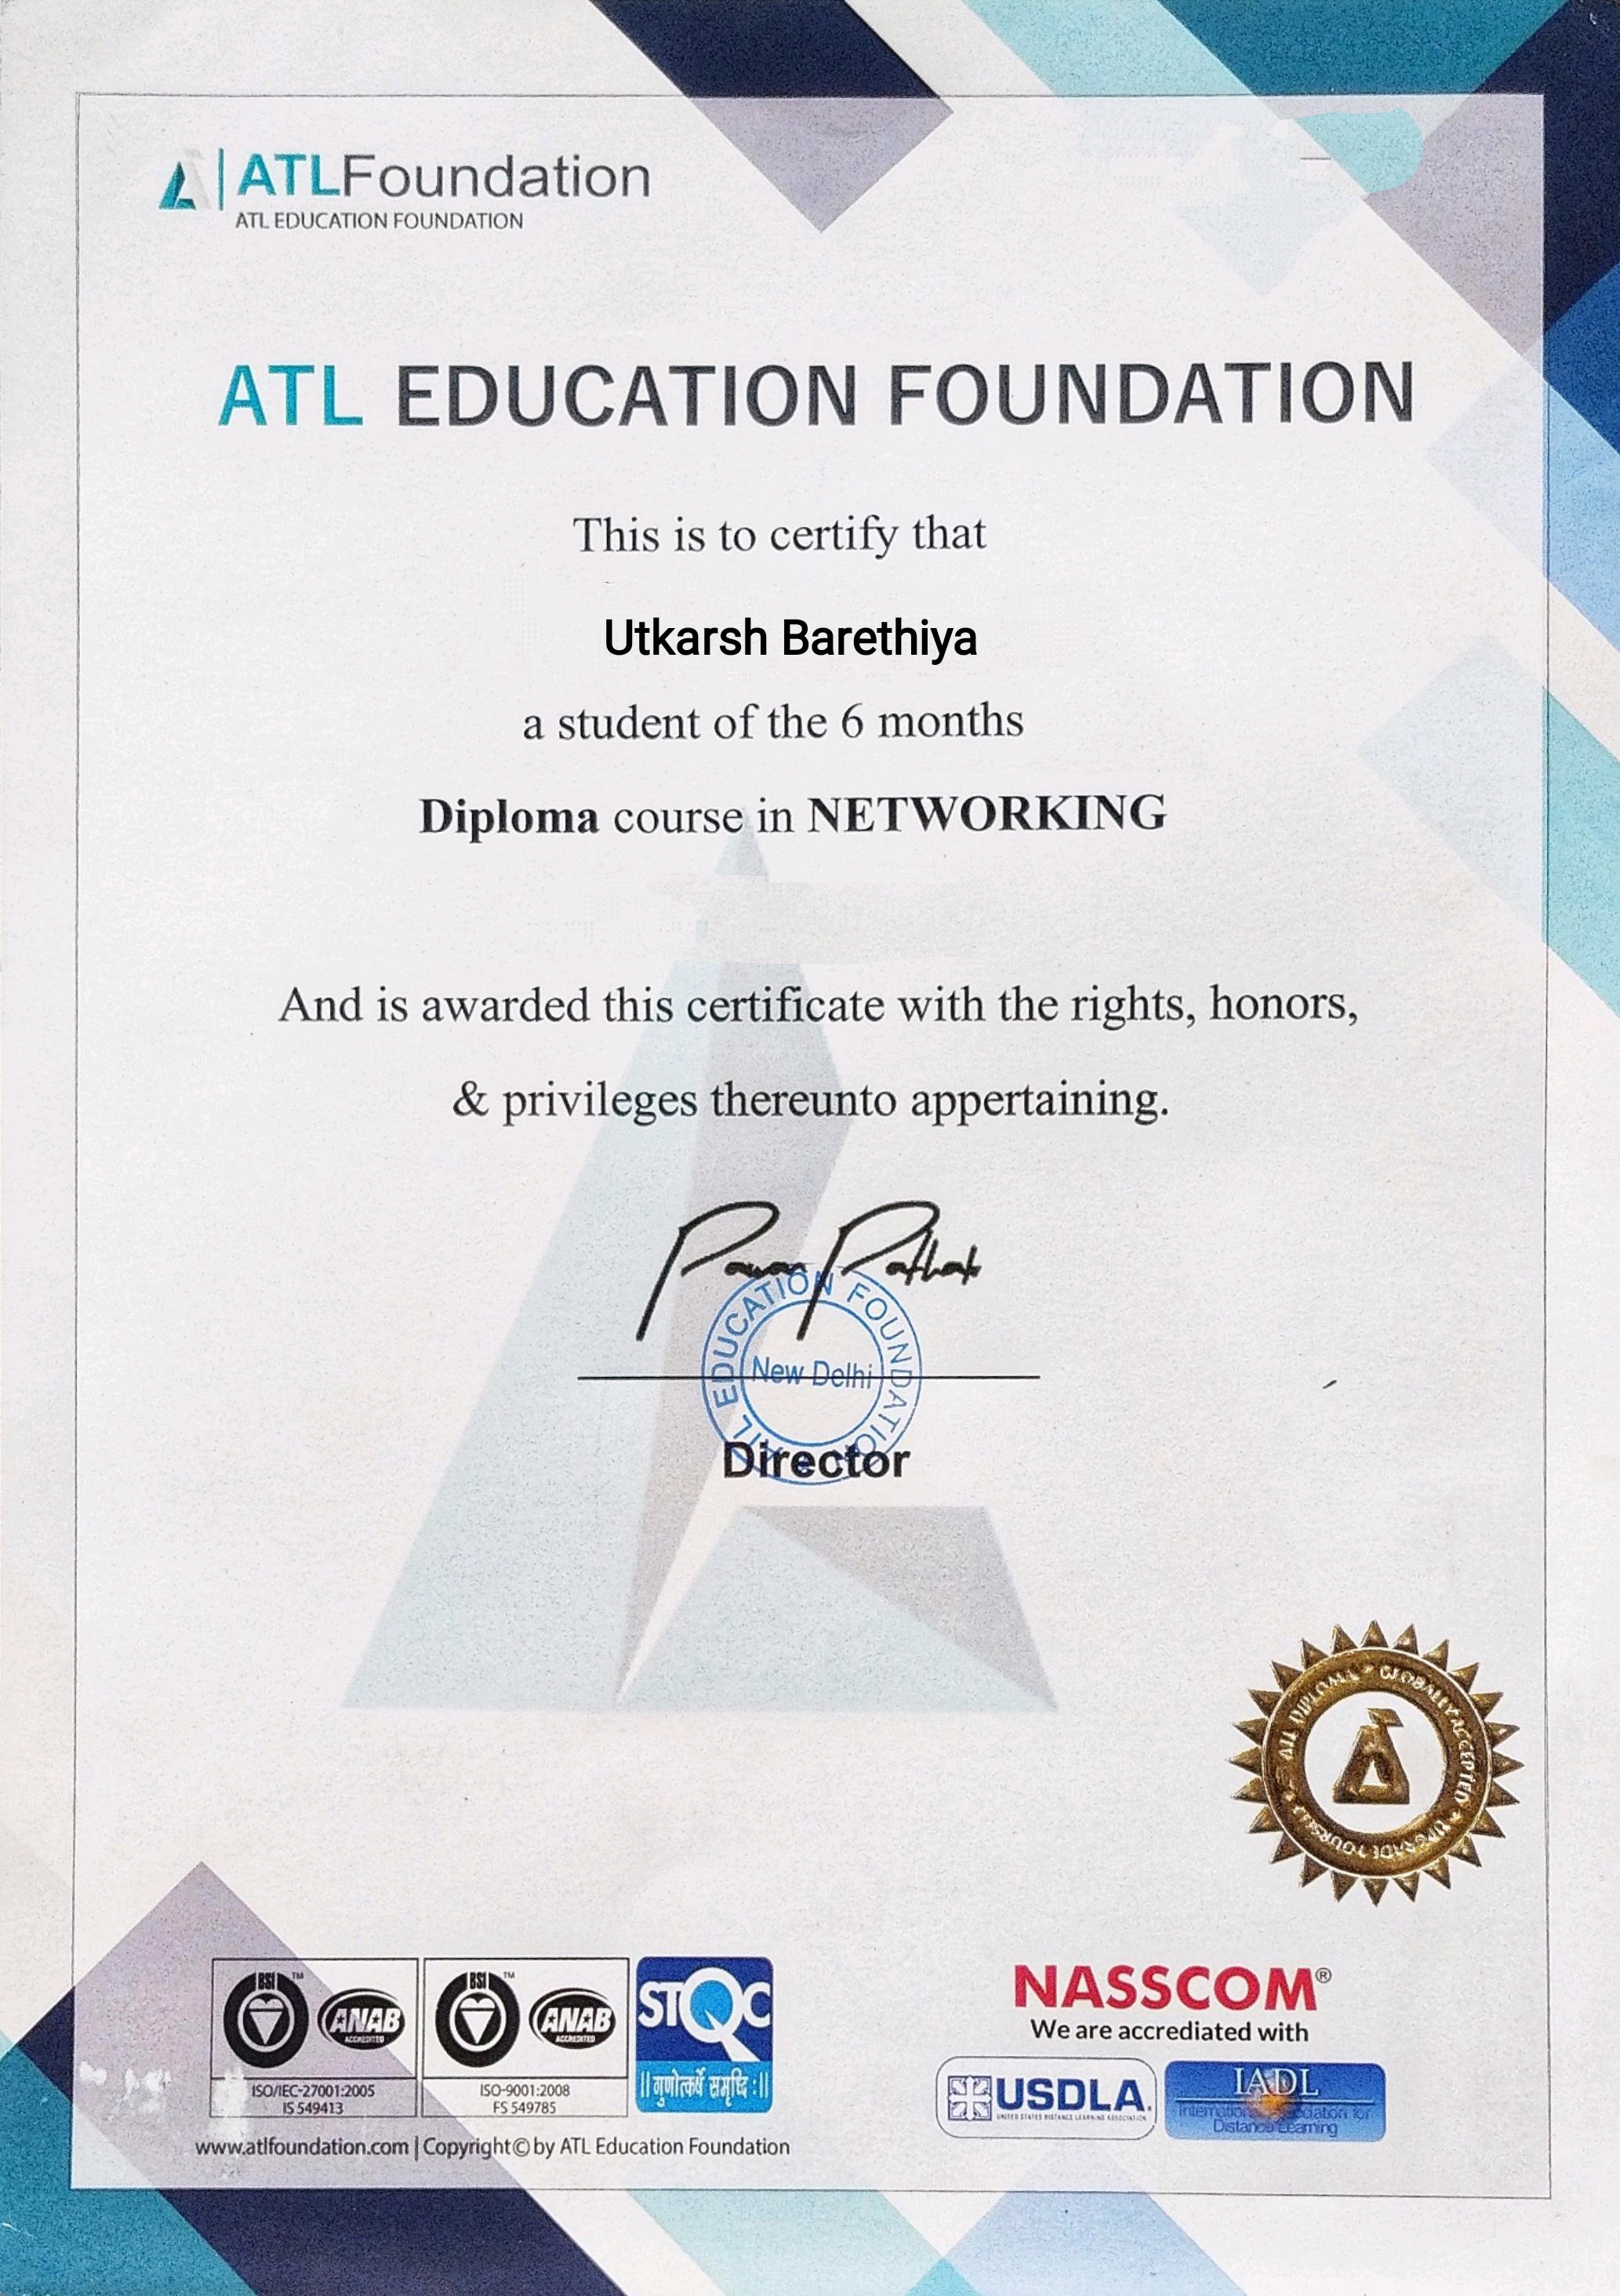 ATLFoundation
ATL EDUCATION FOUNDATION
ATL EDUCATION FOUNDATION
This is to certify that
Utkarsh Barethiya
a student of the 6 months
Diploma course in NETWORKING
And is awarded this certificate with the rights, honors,
& privileges thereunto appertaining.
Pawan Pathak
EDUCATION FOUNDATION
New Delhi
Director
DIPLOMA * GLOBALLY ACCEPTED * UPGRADE YOURSELF
BSI TM ANAB ACCREDITED
ISO/IEC-27001:2005
IS 549413
BSI TM ANAB ACCREDITED
ISO-9001:2008
FS 549785
STQC
|| गुणोत्कर्षे समृद्धि :||
NASSCOM®
We are accrediated with
USDLA.
UNITED STATES DISTANCE LEARNING ASSOCIATION
IADL
International Association for
Distance Learning
www.atlfoundation.com | Copyright© by ATL Education Foundation